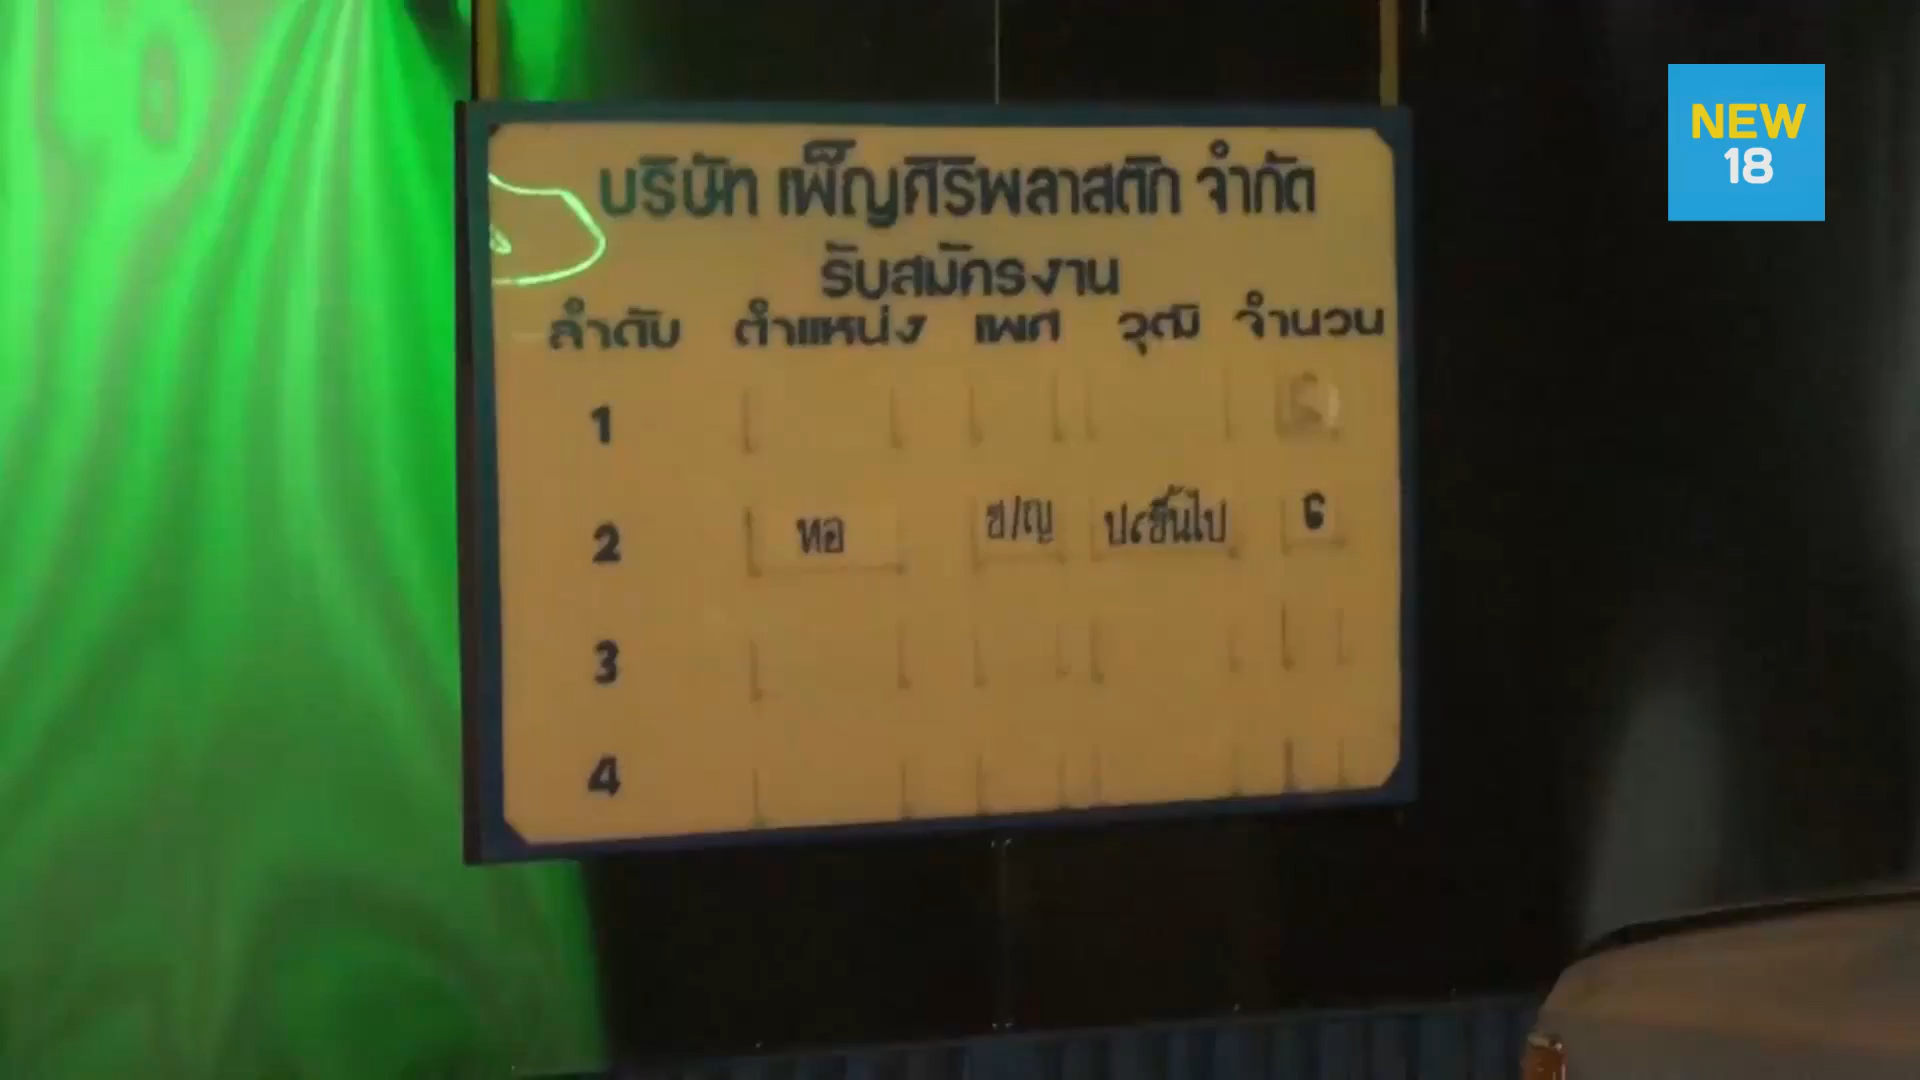 NEW
18
บริษัท เพ็ญศิริพลาสติก จำกัด
รับสมัครงาน
ลำดับ ตำแหน่ง เพศ วุฒิ จำนวน
1
2 ทอ ช/ญ ป6ขึ้นไป 6
3
4